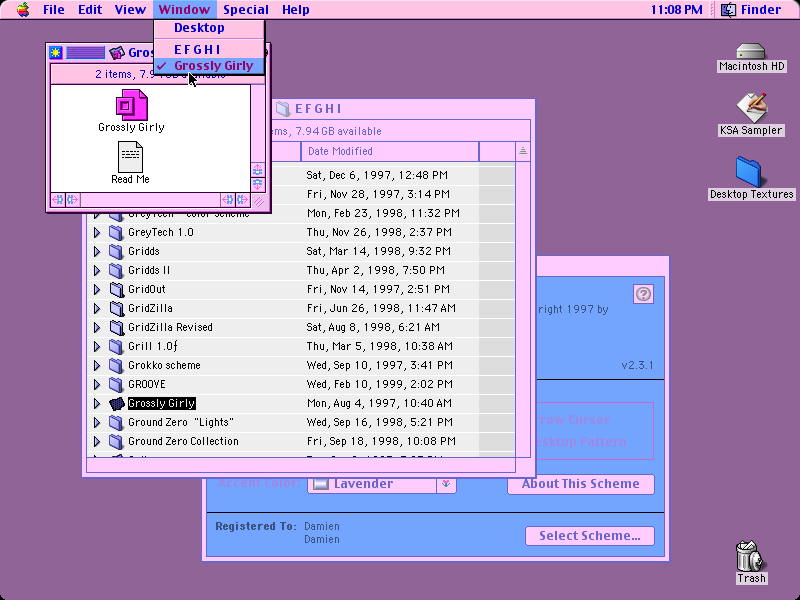 File Edit View Window Special Help 11:08 PM Finder
Desktop
E F G H I
✓ Grossly Girly
Gros
2 items, 7.9 available
Grossly Girly
Read Me
Macintosh HD
KSA Sampler
Desktop Textures
Trash
E F G H I
ems, 7.94 GB available
Date Modified
Sat, Dec 6, 1997, 12:48 PM
Fri, Nov 28, 1997, 3:14 PM
GreyTech color scheme Mon, Feb 23, 1998, 11:32 PM
GreyTech 1.0 Thu, Nov 26, 1998, 2:37 PM
Gridds Sat, Mar 14, 1998, 9:32 PM
Gridds II Thu, Apr 2, 1998, 7:50 PM
GridOut Fri, Nov 14, 1997, 2:51 PM
GridZilla Fri, Jun 26, 1998, 11:47 AM
GridZilla Revised Sat, Aug 8, 1998, 6:21 AM
Grill 1.0ƒ Thu, Mar 5, 1998, 10:38 AM
Grokko scheme Wed, Sep 10, 1997, 3:41 PM
GROOVE Wed, Feb 10, 1999, 2:02 PM
Grossly Girly Mon, Aug 4, 1997, 10:40 AM
Ground Zero "Lights" Wed, Sep 16, 1998, 5:21 PM
Ground Zero Collection Fri, Sep 18, 1998, 10:08 PM
right 1997 by
v2.3.1
rrow Cursor
esktop Pattern
Accent Color: Lavender
About This Scheme
Registered To: Damien
Damien
Select Scheme...